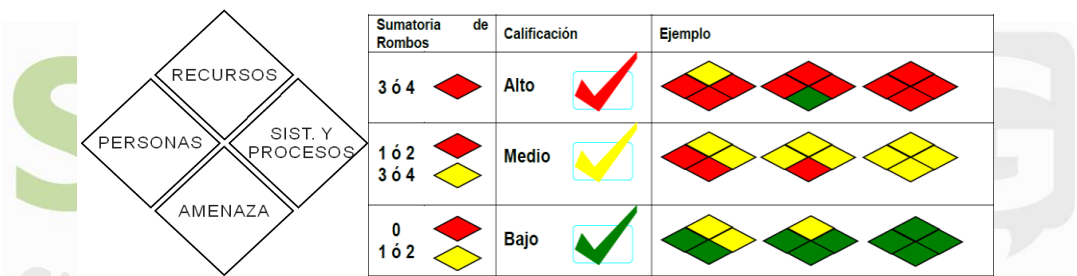 RECURSOS
PERSONAS
SIST. Y
PROCESOS
AMENAZA
Sumatoria de
Rombos
Calificación
Ejemplo
3 ó 4
Alto
1 ó 2
3 ó 4
Medio
0
1 ó 2
Bajo